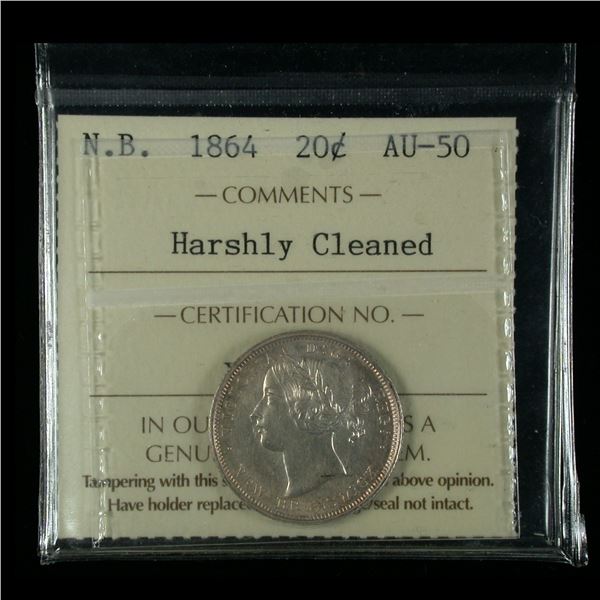 N.B. 1864 20¢ AU-50
— COMMENTS —
Harshly Cleaned
— CERTIFICATION NO. —
IN OU S A
GENU M.
Tampering with this s above opinion.
Have holder replace /seal not intact.